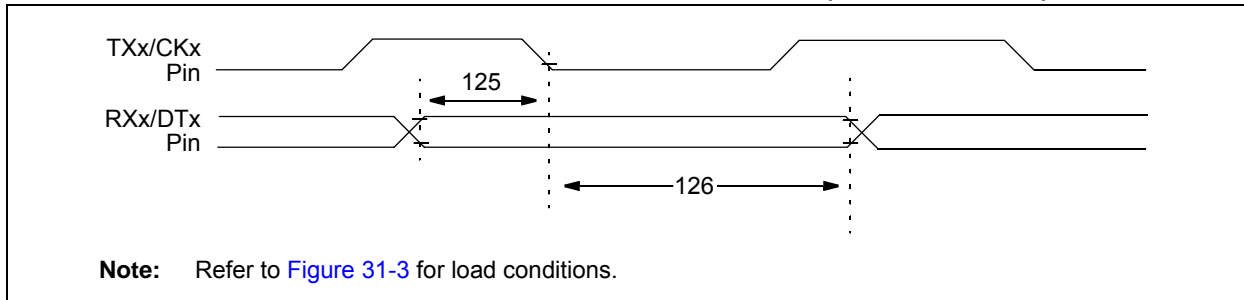 TXx/CKx
Pin
125
RXx/DTx
Pin
126
Note: Refer to Figure 31-3 for load conditions.